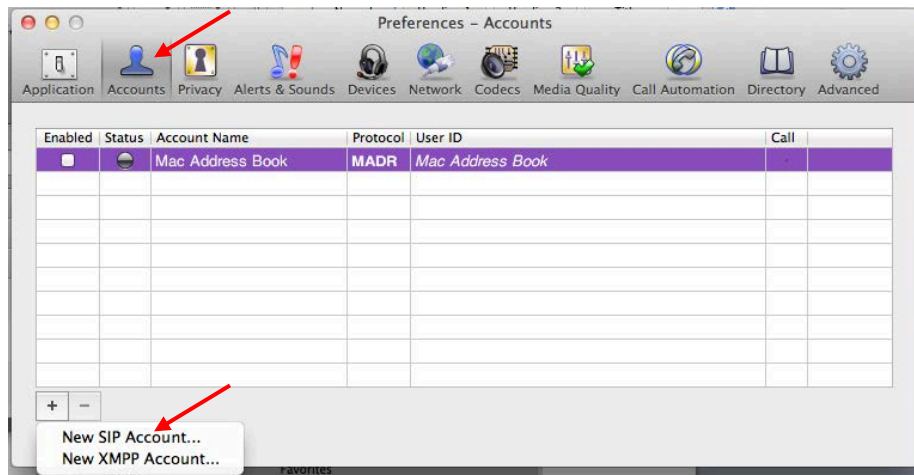 Preferences – Accounts
Application Accounts Privacy Alerts & Sounds Devices Network Codecs Media Quality Call Automation Directory Advanced
Enabled Status Account Name Protocol User ID Call
Mac Address Book MADR Mac Address Book
+ −
New SIP Account...
New XMPP Account...
Favorites